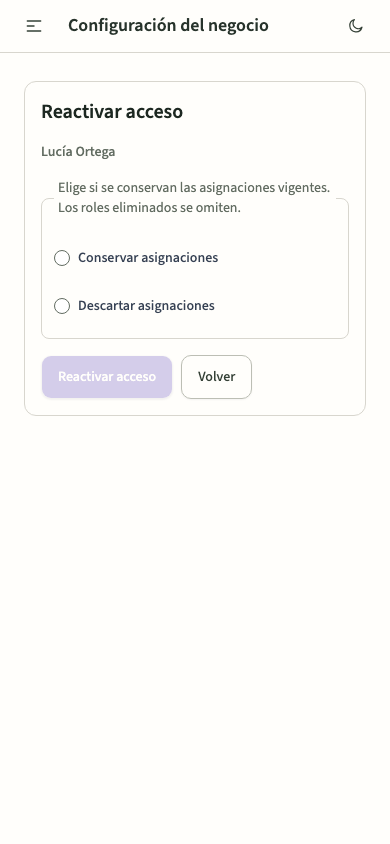 Configuración del negocio
Reactivar acceso
Lucía Ortega
Elige si se conservan las asignaciones vigentes.
Los roles eliminados se omiten.
Conservar asignaciones
Descartar asignaciones
Reactivar acceso
Volver